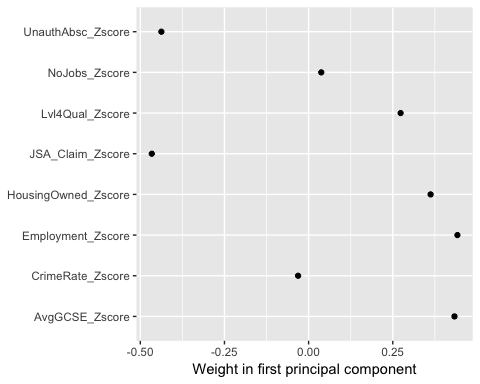 UnauthAbsc_Zscore
NoJobs_Zscore
Lvl4Qual_Zscore
JSA_Claim_Zscore
HousingOwned_Zscore
Employment_Zscore
CrimeRate_Zscore
AvgGCSE_Zscore
-0.50 -0.25 0.00 0.25
Weight in first principal component